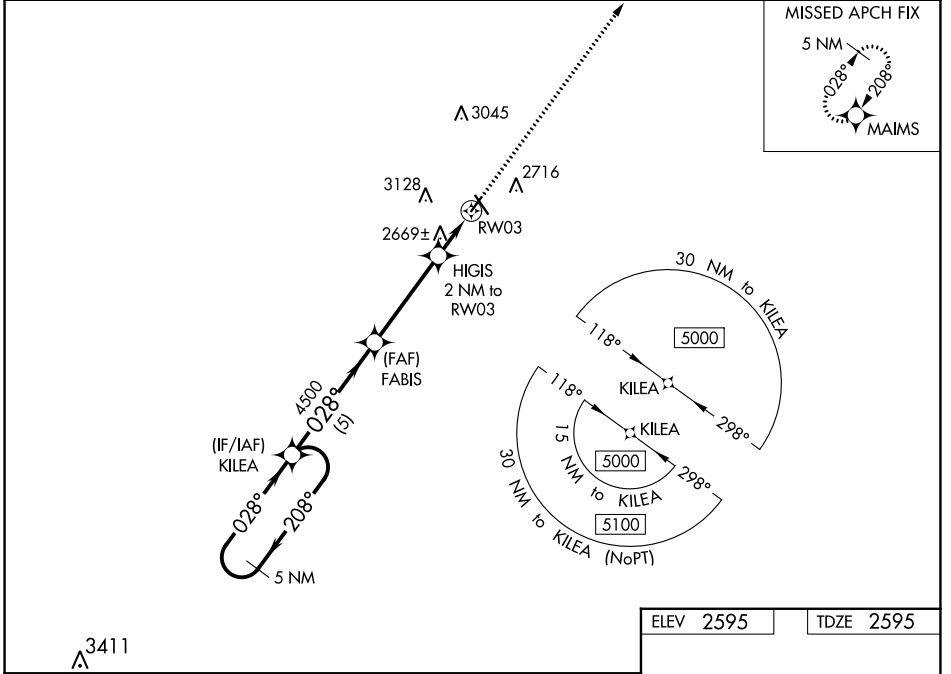 MISSED APCH FIX
5 NM
028°
208°
MAIMS
3045
2716
3128
RW03
2669±
HIGIS
2 NM to
RW03
(FAF)
FABIS
4500
028°
(5)
(IF/IAF)
KILEA
028°
208°
5 NM
3411
30 NM to KILEA
118°
5000
KILEA
298°
118°
KILEA
15 NM to KILEA
5000
298°
30 NM to KILEA (NoPT)
5100
ELEV 2595
TDZE 2595